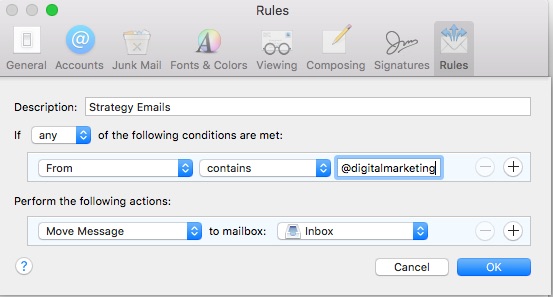 Rules
General Accounts Junk Mail Fonts & Colors Viewing Composing Signatures Rules
Description: Strategy Emails
If any of the following conditions are met:
From contains @digitalmarketing
Perform the following actions:
Move Message to mailbox: Inbox
? Cancel OK